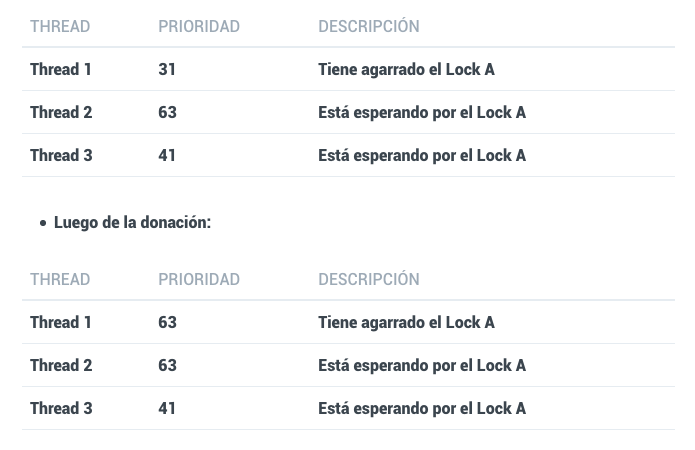 THREAD PRIORIDAD DESCRIPCIÓN
Thread 1 31 Tiene agarrado el Lock A
Thread 2 63 Está esperando por el Lock A
Thread 3 41 Está esperando por el Lock A
• Luego de la donación:
THREAD PRIORIDAD DESCRIPCIÓN
Thread 1 63 Tiene agarrado el Lock A
Thread 2 63 Está esperando por el Lock A
Thread 3 41 Está esperando por el Lock A